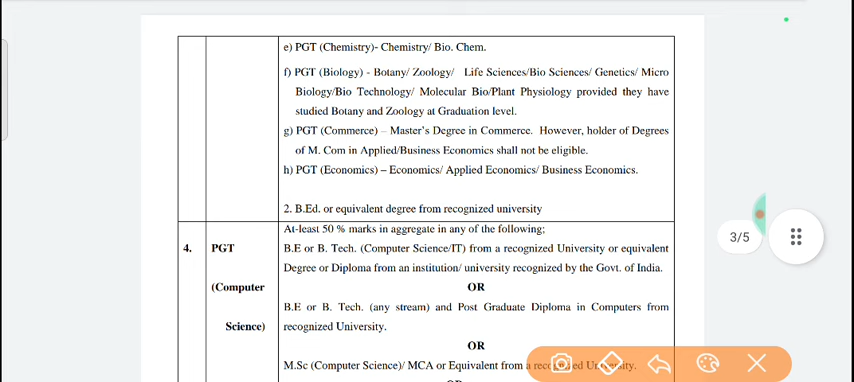 e) PGT (Chemistry)- Chemistry/ Bio. Chem.
f) PGT (Biology) - Botany/ Zoology/ Life Sciences/Bio Sciences/ Genetics/ Micro
Biology/Bio Technology/ Molecular Bio/Plant Physiology provided they have
studied Botany and Zoology at Graduation level.
g) PGT (Commerce) – Master's Degree in Commerce. However, holder of Degrees
of M. Com in Applied/Business Economics shall not be eligible.
h) PGT (Economics) – Economics/ Applied Economics/ Business Economics.
2. B.Ed. or equivalent degree from recognized university
At-least 50 % marks in aggregate in any of the following;
4. PGT B.E or B. Tech. (Computer Science/IT) from a recognized University or equivalent
Degree or Diploma from an institution/ university recognized by the Govt. of India.
(Computer OR
B.E or B. Tech. (any stream) and Post Graduate Diploma in Computers from
Science) recognized University.
OR
M.Sc (Computer Science)/ MCA or Equivalent from a recognized University.
3/5